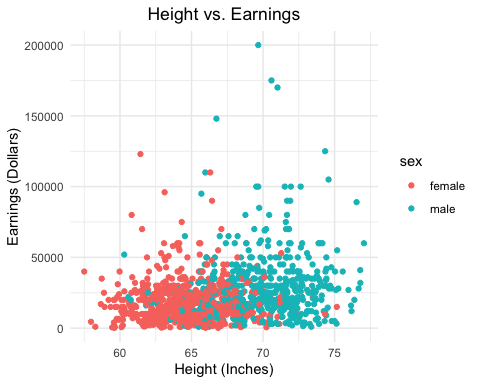 Height vs. Earnings
200000
150000
100000
50000
0
Earnings (Dollars)
60
65
70
75
Height (Inches)
sex
female
male